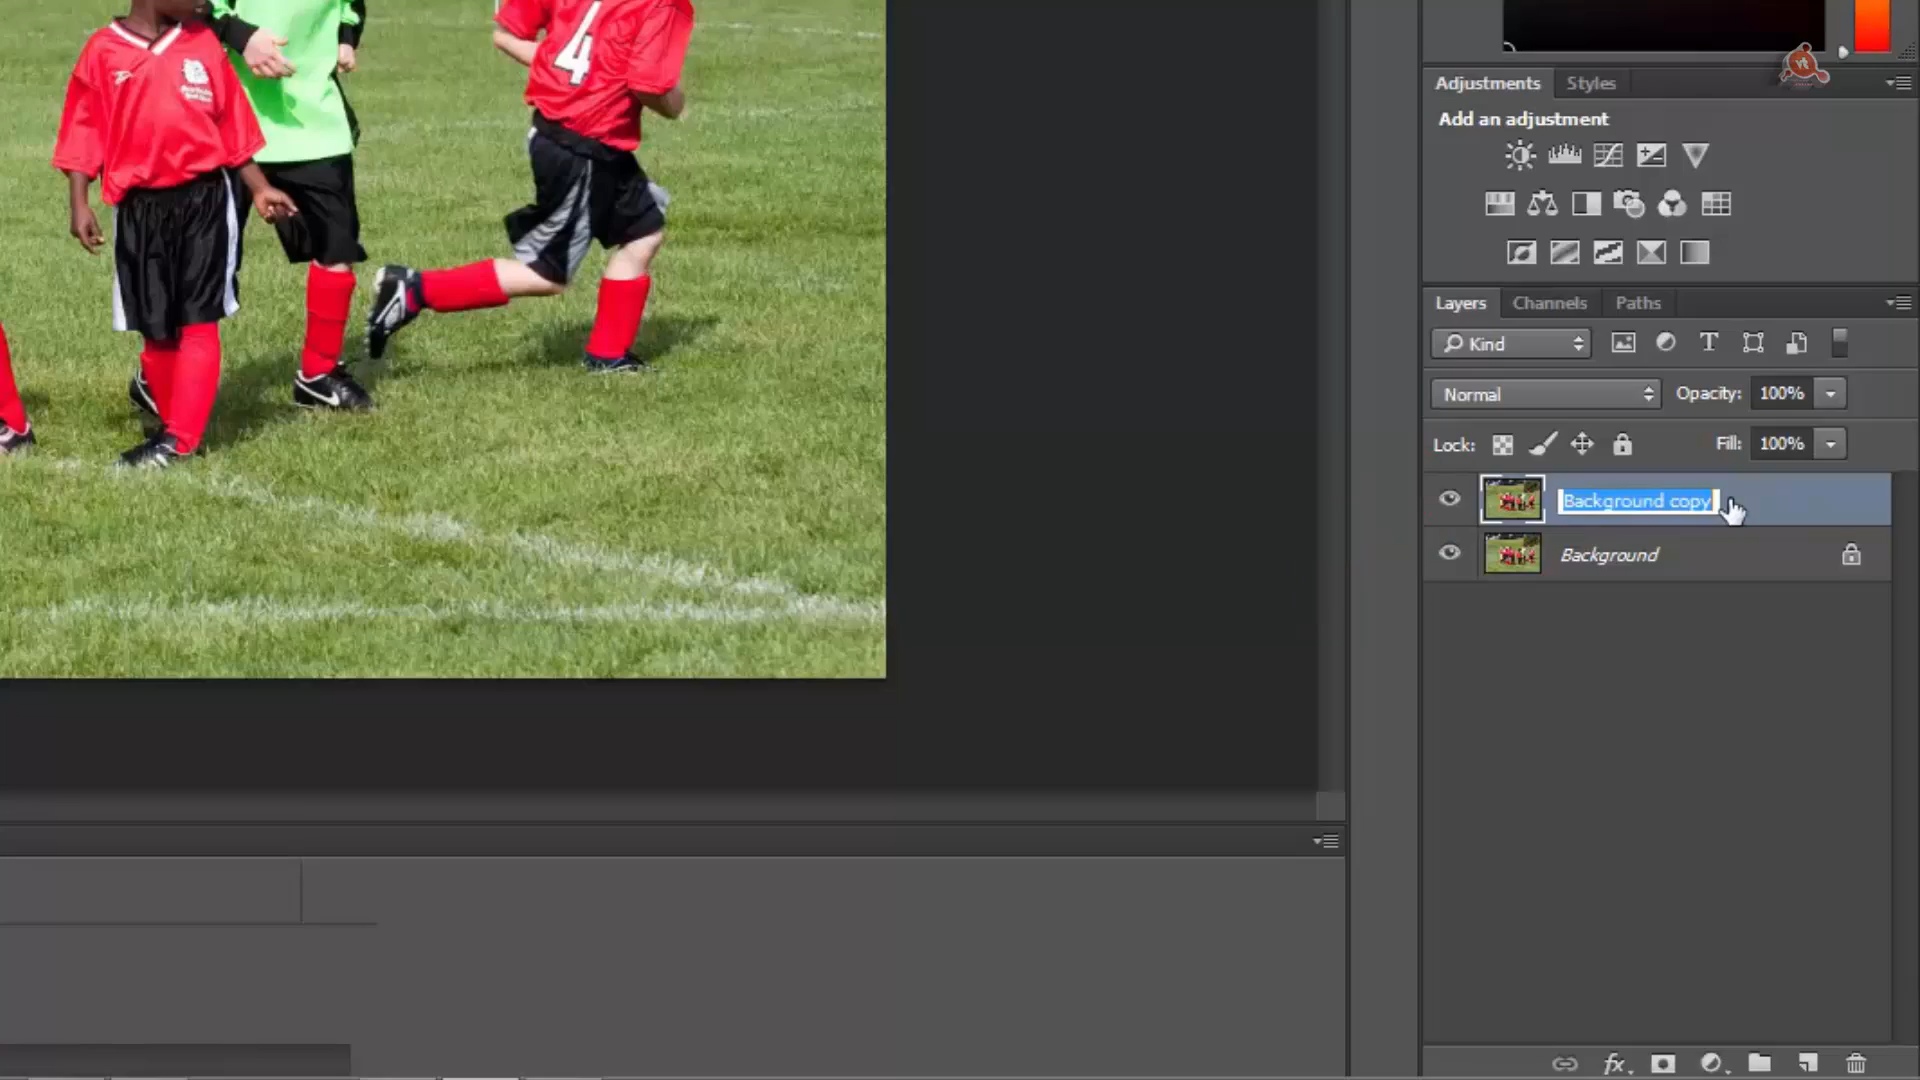 4
Adjustments Styles
Add an adjustment
Layers Channels Paths
Kind
Normal Opacity: 100%
Lock: Fill: 100%
Background copy
Background
fx